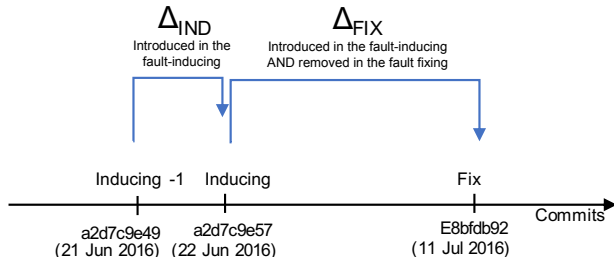 ΔIND
Introduced in the
fault-inducing
ΔFIX
Introduced in the fault-inducing
AND removed in the fault fixing
Inducing -1
Inducing
Fix
Commits
a2d7c9e49
(21 Jun 2016)
a2d7c9e57
(22 Jun 2016)
E8bfdb92
(11 Jul 2016)